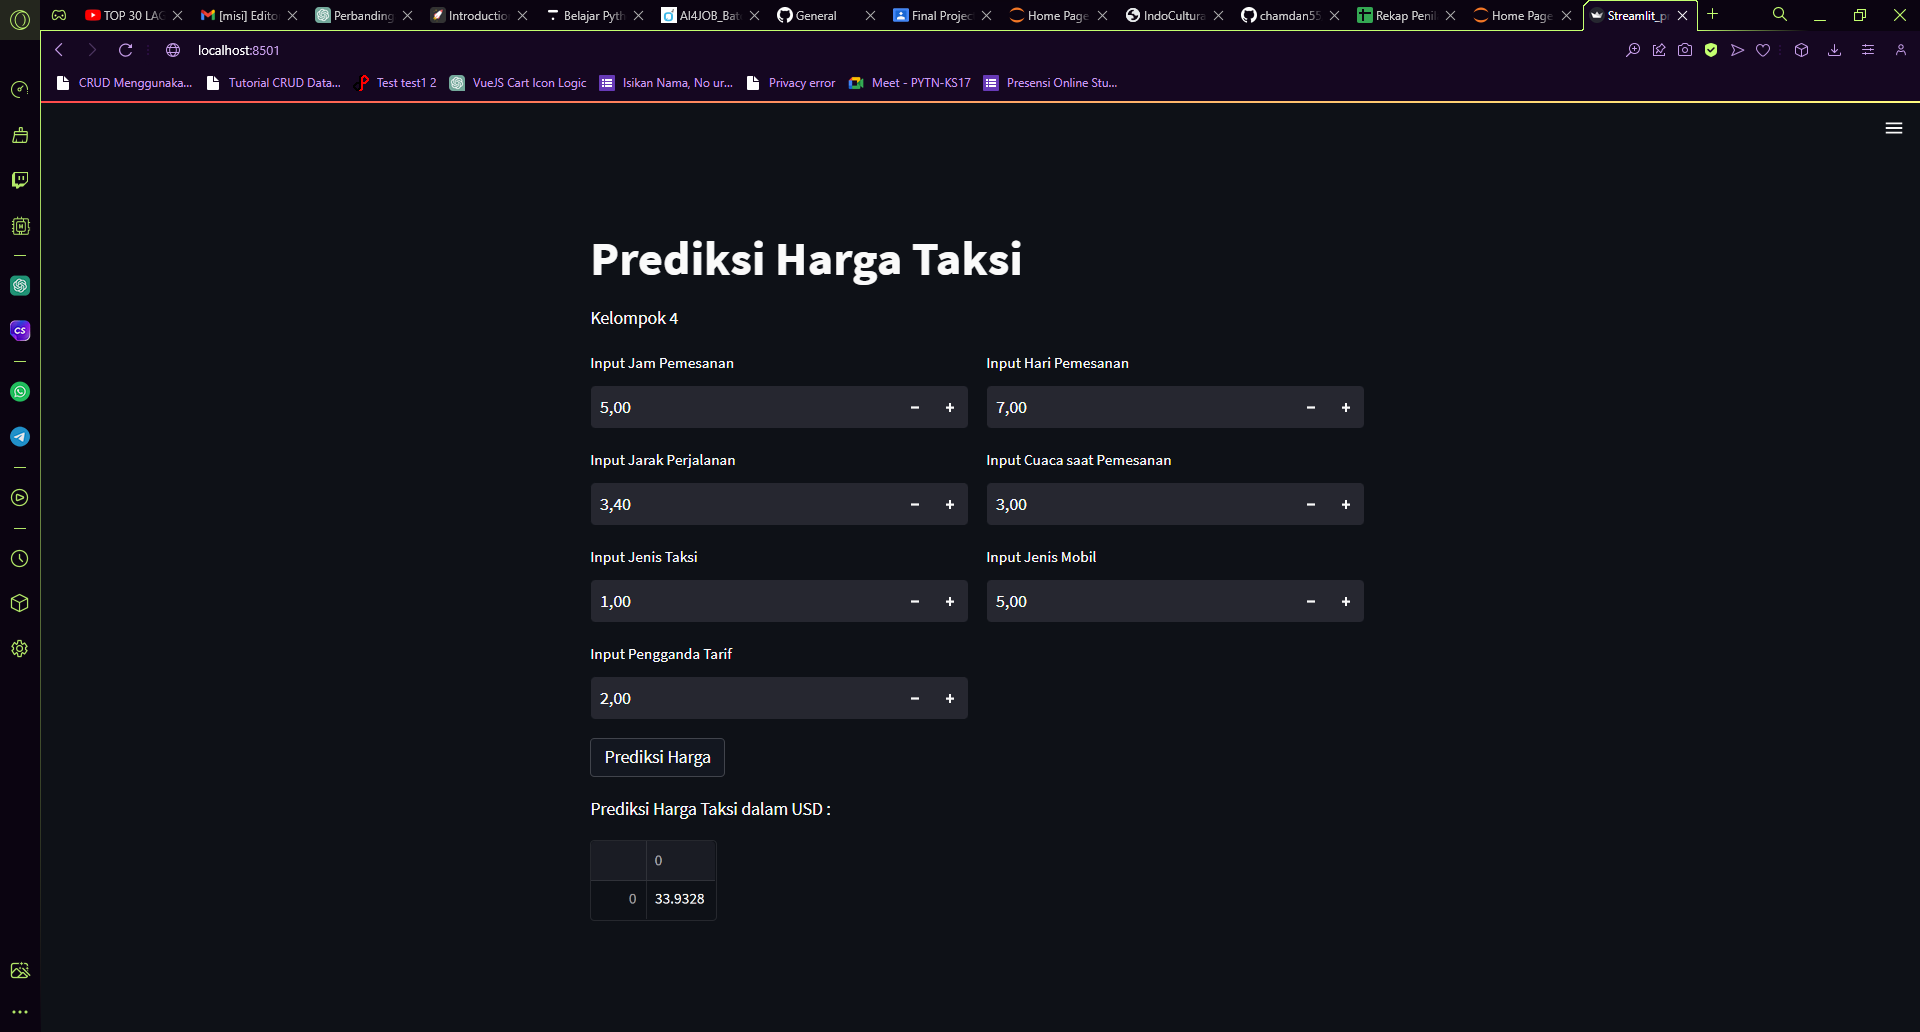 TOP 30 LAG
[misi] Edito
Perbanding
Introductio
Belajar Pyth
AI4JOB_Bat
General
Final Projec
Home Page
IndoCultura
chamdan55
Rekap Penil
Home Page
Streamlit_pr
localhost:8501
CRUD Menggunaka...
Tutorial CRUD Data...
Test test1 2
VueJS Cart Icon Logic
Isikan Nama, No ur...
Privacy error
Meet - PYTN-KS17
Presensi Online Stu...
CS
Prediksi Harga Taksi
Kelompok 4
Input Jam Pemesanan
Input Hari Pemesanan
5,00
7,00
Input Jarak Perjalanan
Input Cuaca saat Pemesanan
3,40
3,00
Input Jenis Taksi
Input Jenis Mobil
1,00
5,00
Input Pengganda Tarif
2,00
Prediksi Harga
Prediksi Harga Taksi dalam USD :
0
0 33.9328